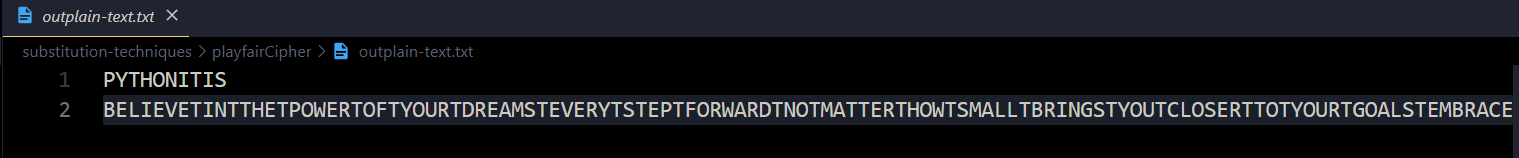 outplain-text.txt
substitution-techniques > playfairCipher > outplain-text.txt
1 PYTHONITIS
2 BELIEVETINTTHETPOWERTOFTYOURTDREAMSTEVERYTSTEPTFORWARDTNOTMATTERTHOWTSMALLTBRINGSTYOUTCLOSERTTOTYOURTGOALSTEMBRACE